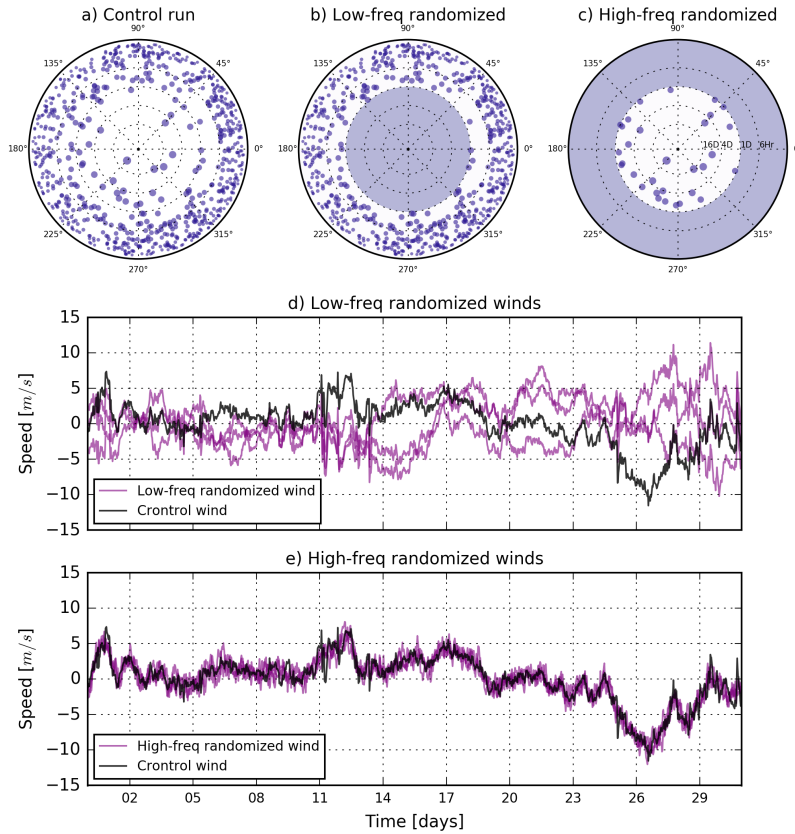 a) Control run
b) Low-freq randomized
c) High-freq randomized
90°
90°
90°
135°
45°
135°
45°
135°
45°
180°
0°
180°
0°
180°
16D 4D 1D 6Hr
225°
315°
225°
315°
225°
315°
270°
270°
270°
d) Low-freq randomized winds
15
10
5
0
−5
−10
−15
Speed [m/s]
Low-freq randomized wind
Crontrol wind
e) High-freq randomized winds
15
10
5
0
−5
−10
−15
Speed [m/s]
High-freq randomized wind
Crontrol wind
02 05 08 11 14 17 20 23 26 29
Time [days]